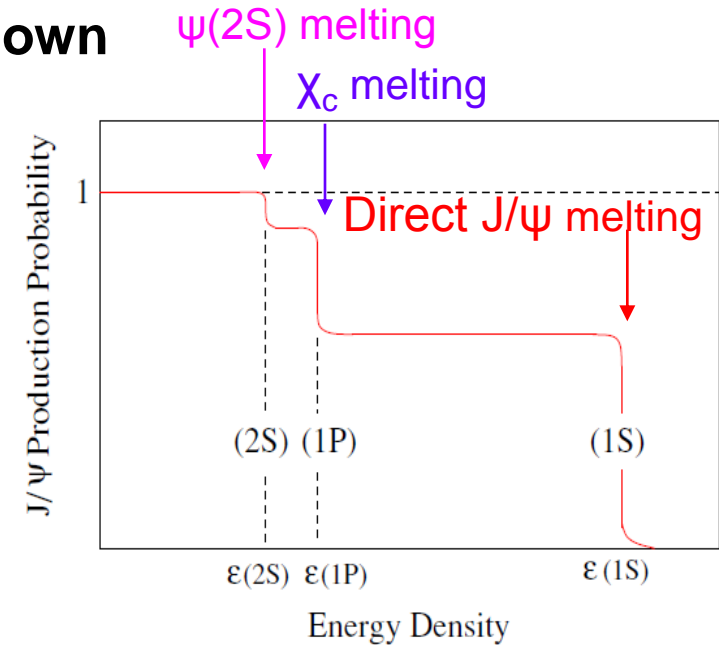 own
ψ(2S) melting
χc melting
1
Direct J/ψ melting
J/ψ Production Probability
(2S) (1P) (1S)
ε(2S) ε(1P) ε(1S)
Energy Density